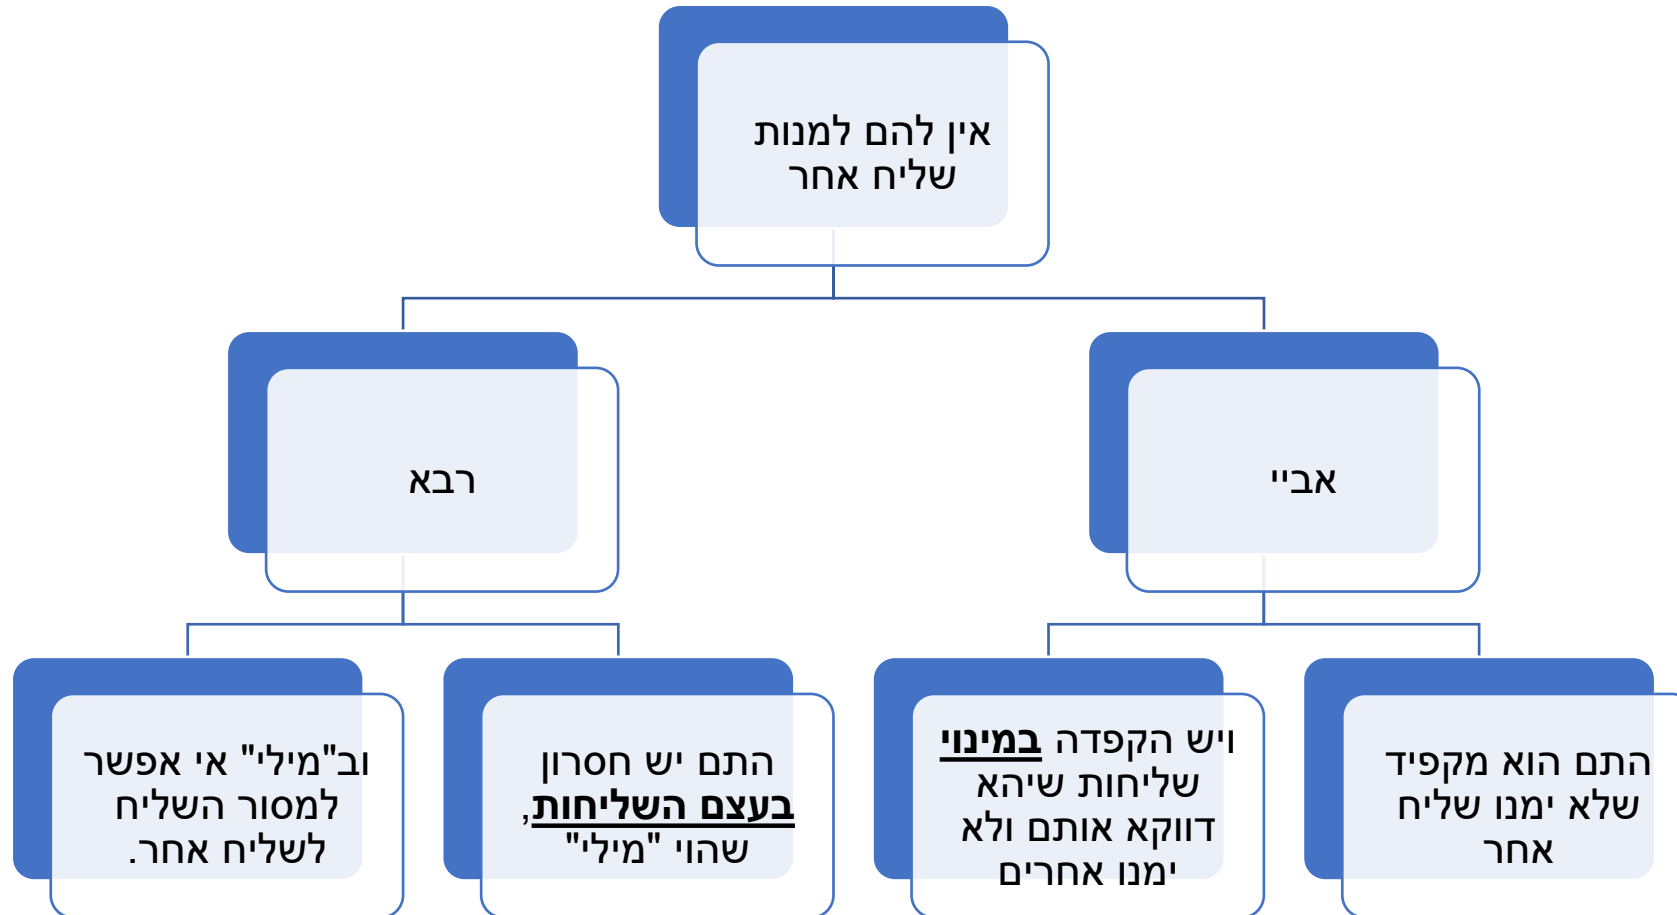 אין להם למנות
שליח אחר
אביי
רבא
התם הוא מקפיד
שלא ימנו שליח
אחר
ויש הקפדה במינוי
שליחות שיהא
דווקא אותם ולא
ימנו אחרים
התם יש חסרון
בעצם השליחות,
שהוי "מילי"
וב"מילי" אי אפשר
למסור השליח
לשליח אחר.